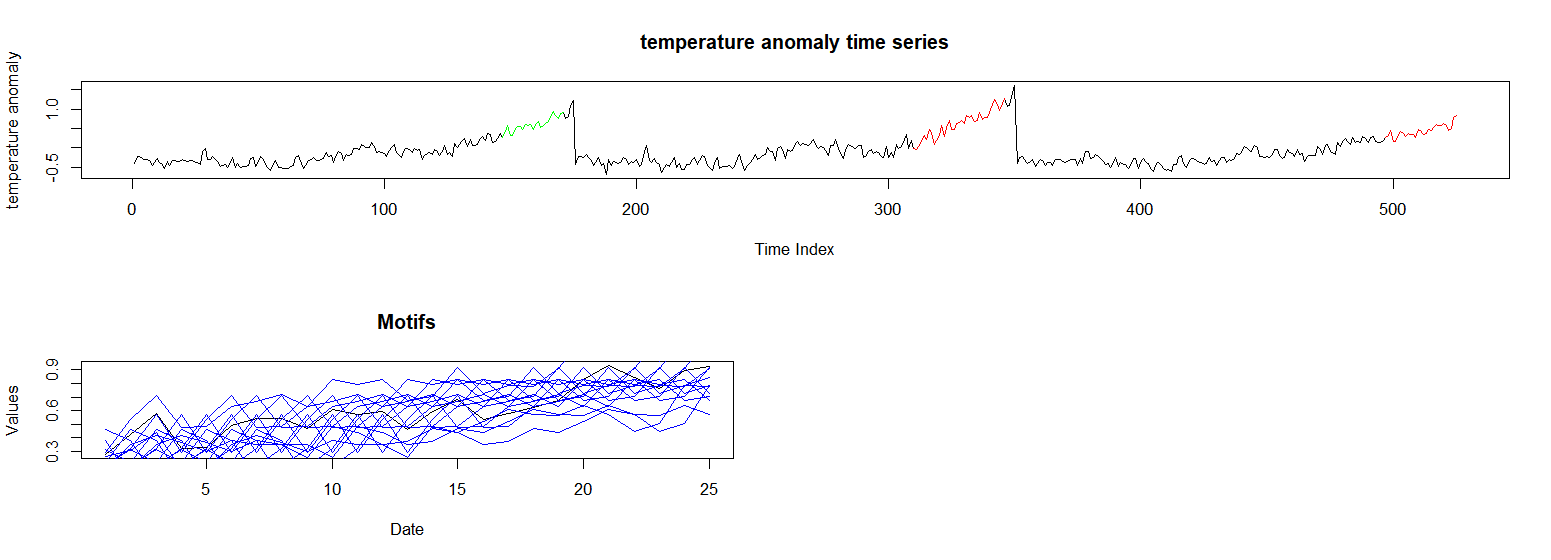 temperature anomaly time series
temperature anomaly
1.0
-0.5
0 100 200 300 400 500
Time Index
Motifs
Values
0.9
0.6
0.3
5 10 15 20 25
Date